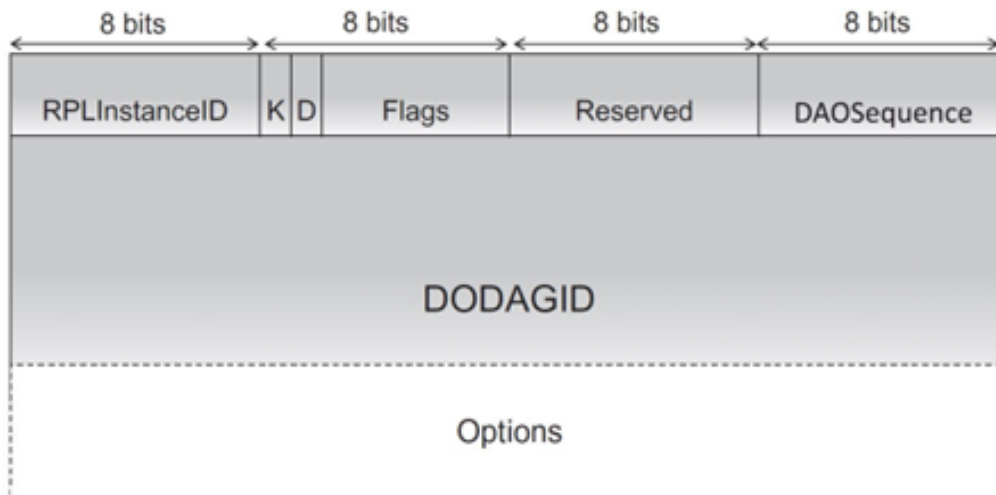 8 bits 8 bits 8 bits 8 bits
RPLInstanceID K D Flags Reserved DAOSequence
DODAGID
Options